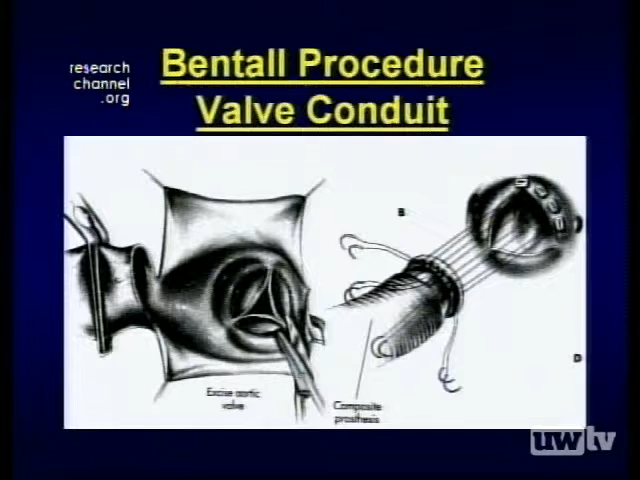 Bentall Procedure
Valve Conduit
research
channel
.org
B
D
Excise aortic
valve
Composite
prosthesis
uwtv